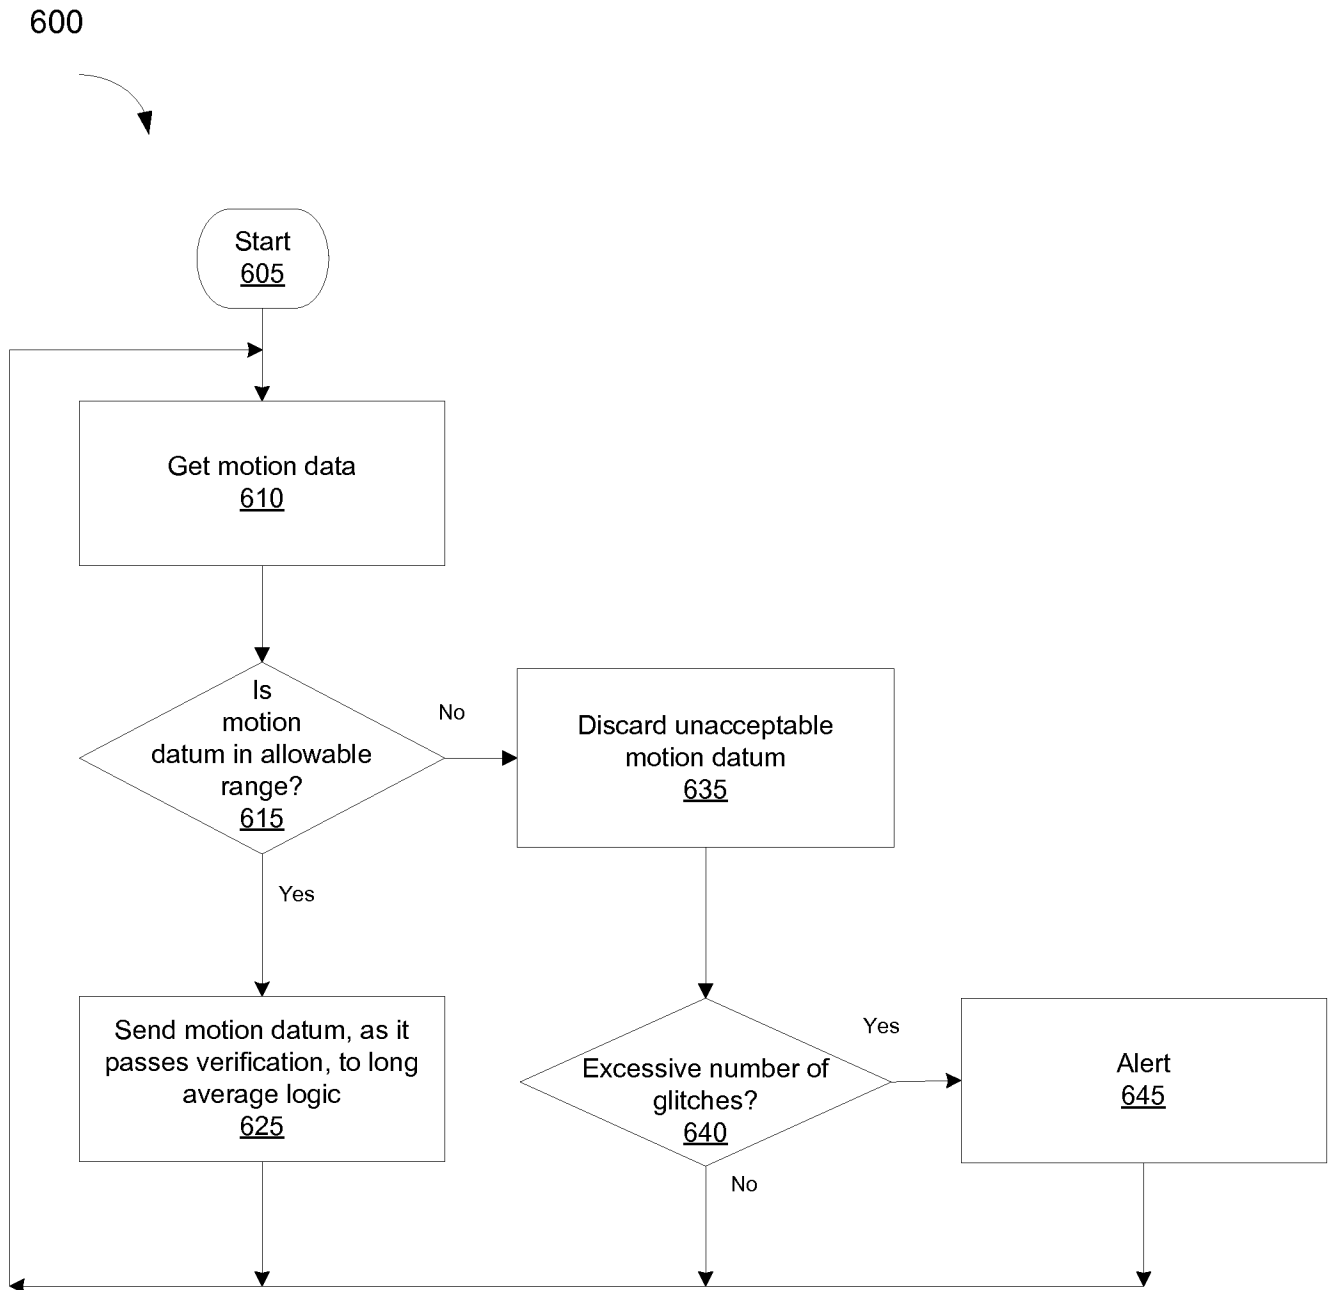 600
Start
605
Get motion data
610
Is
motion
datum in allowable
range?
615
No
Discard unacceptable
motion datum
635
Yes
Send motion datum, as it
passes verification, to long
average logic
625
Excessive number of
glitches?
640
Yes
Alert
645
No